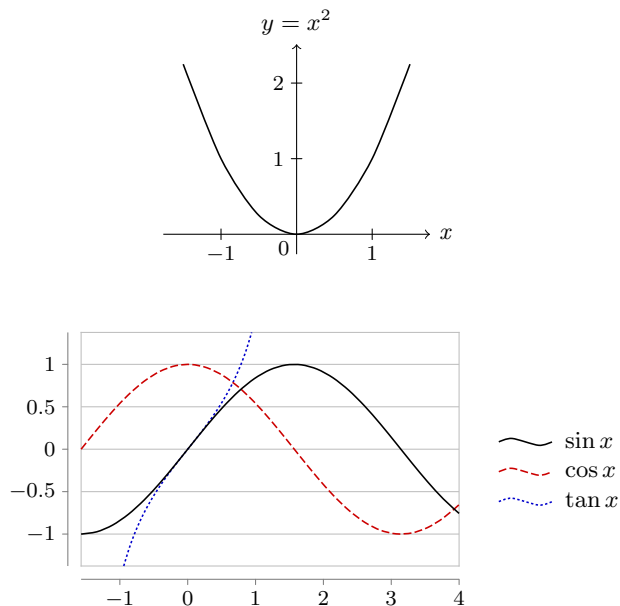 y = x²
2
1
x
−1 0 1
1
0.5
0
−0.5
−1
sin x
cos x
tan x
−1 0 1 2 3 4